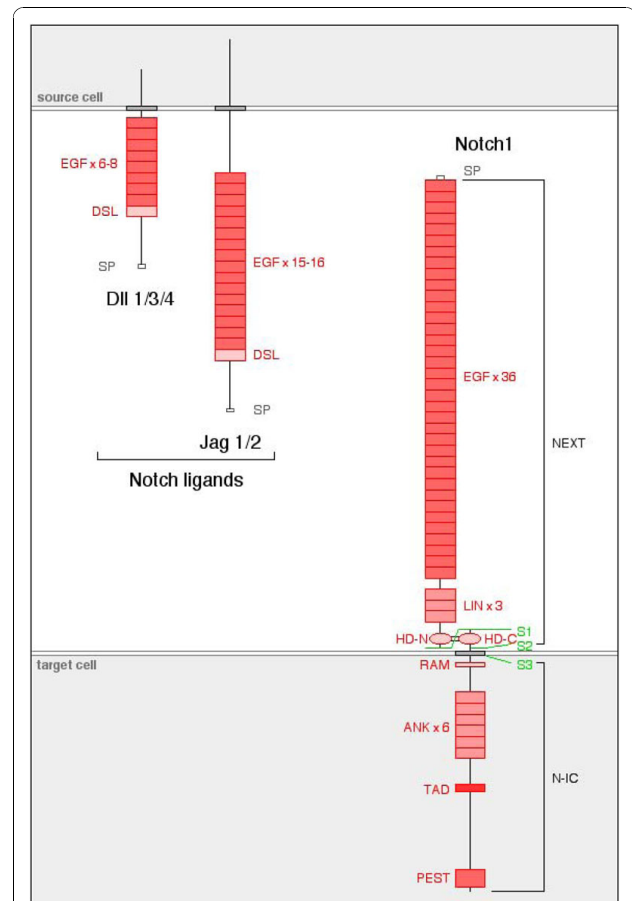 source cell
Notch1
SP
EGF x 6-8
DSL
EGF x 15-16
SP
Dll 1/3/4
DSL
EGF x 36
SP
Jag 1/2
NEXT
Notch ligands
LIN x 3
S1
HD-N
HD-C
S2
target cell
RAM
S3
ANK x 6
N-IC
TAD
PEST